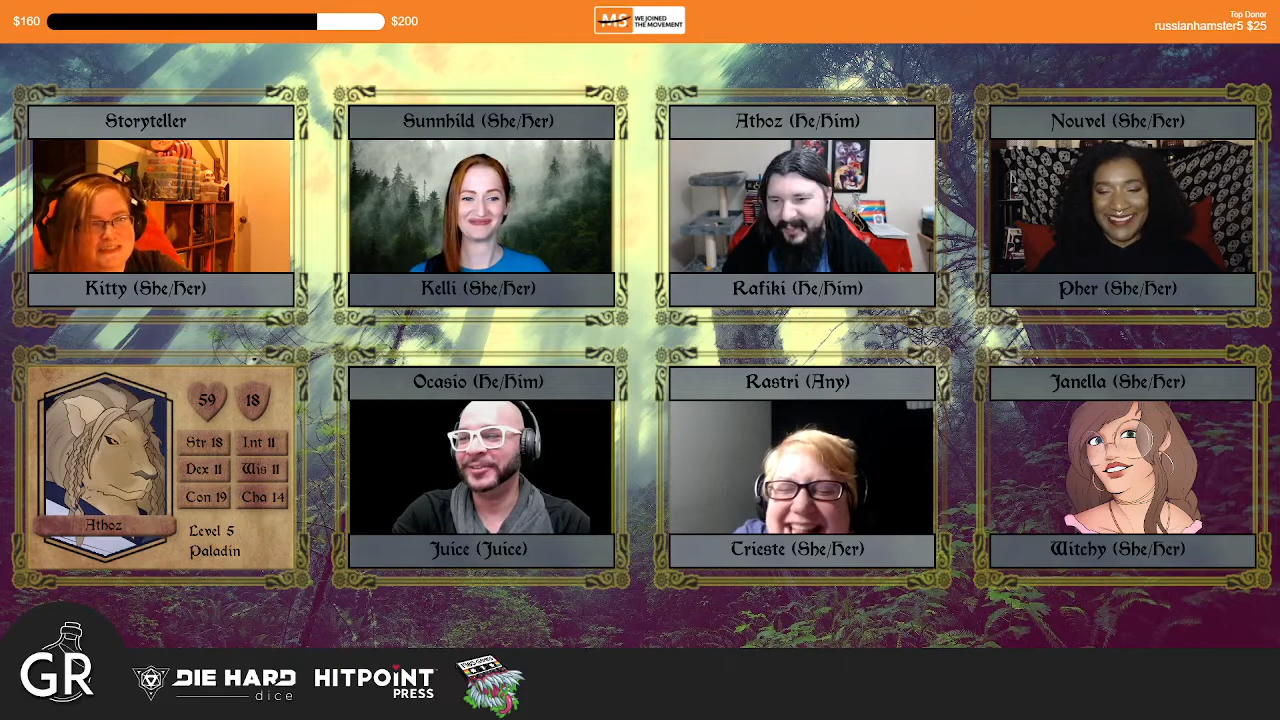 $160
$200
MS
WE JOINED
THE MOVEMENT
Top Donor
russianhamster5 $25
Storyteller
Sunnhild (She/Her)
Athoz (He/Him)
Nouvel (She/Her)
Kitty (She/Her)
Kelli (She/Her)
Rafiki (He/Him)
Pher (She/Her)
59
18
Str 18
Int 11
Dex 11
Wis 11
Con 19
Cha 14
Athoz
Level 5
Paladin
Ocasio (He/Him)
Rastri (Any)
Janella (She/Her)
Juice (Juice)
Trieste (She/Her)
Witchy (She/Her)
GR
DIE HARD
dice
HITPOINT
PRESS